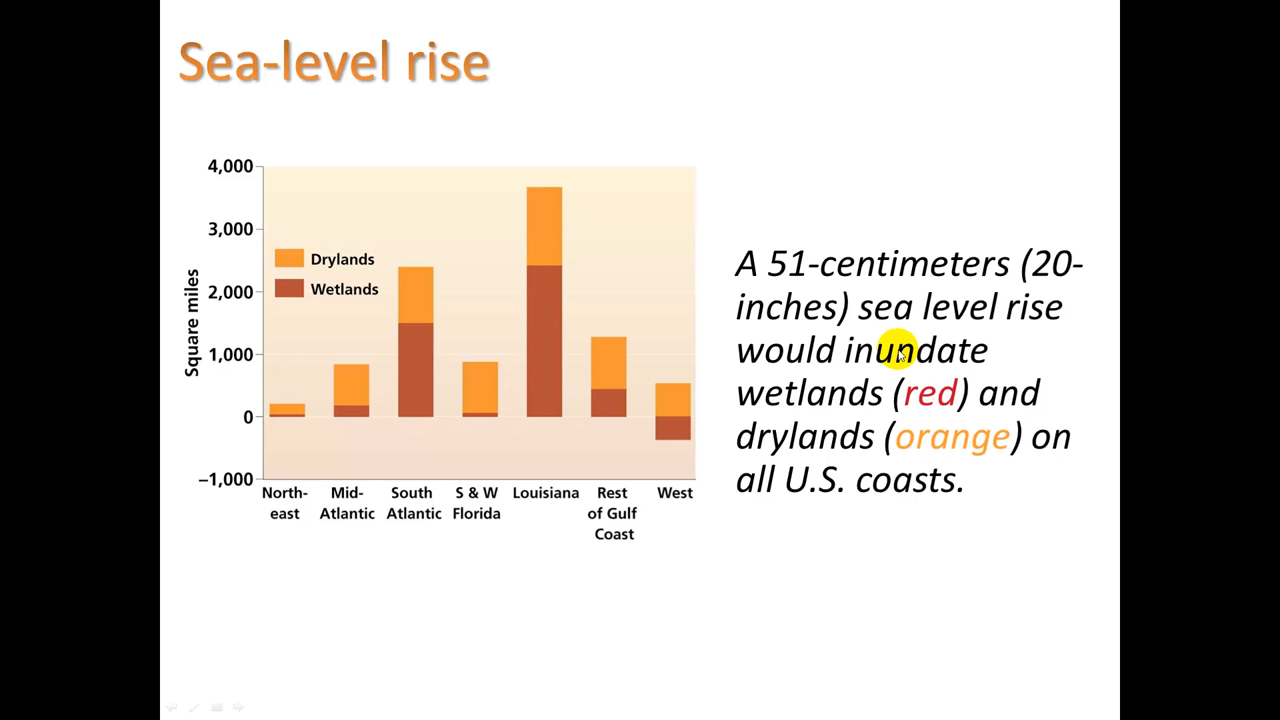 Sea-level rise
4,000
3,000
2,000
1,000
0
–1,000
Square miles
Drylands
Wetlands
North-
east
Mid-
Atlantic
South
Atlantic
S & W
Florida
Louisiana
Rest
of Gulf
Coast
West
A 51-centimeters (20-
inches) sea level rise
would inundate
wetlands (red) and
drylands (orange) on
all U.S. coasts.